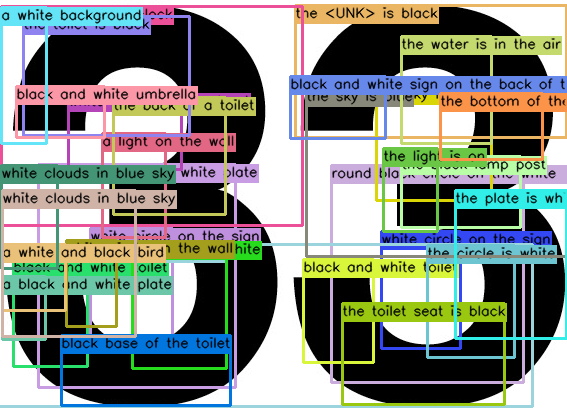 a white background
the toilet is black
the <UNK> is black
the water is in the air
black and white umbrella
black and white sign on the back of t
the sky is
the back of a toilet
the bottom of the
a light on the wall
the light is on
lamp post
white clouds in blue sky
white plate
round
white clouds in blue sky
the plate is wh
white circle on the sign
white circle on the sign
a white and black bird
the wall
white
the circle is white
black and white toilet
black and white toilet
a black and white plate
the toilet seat is black
black base of the toilet